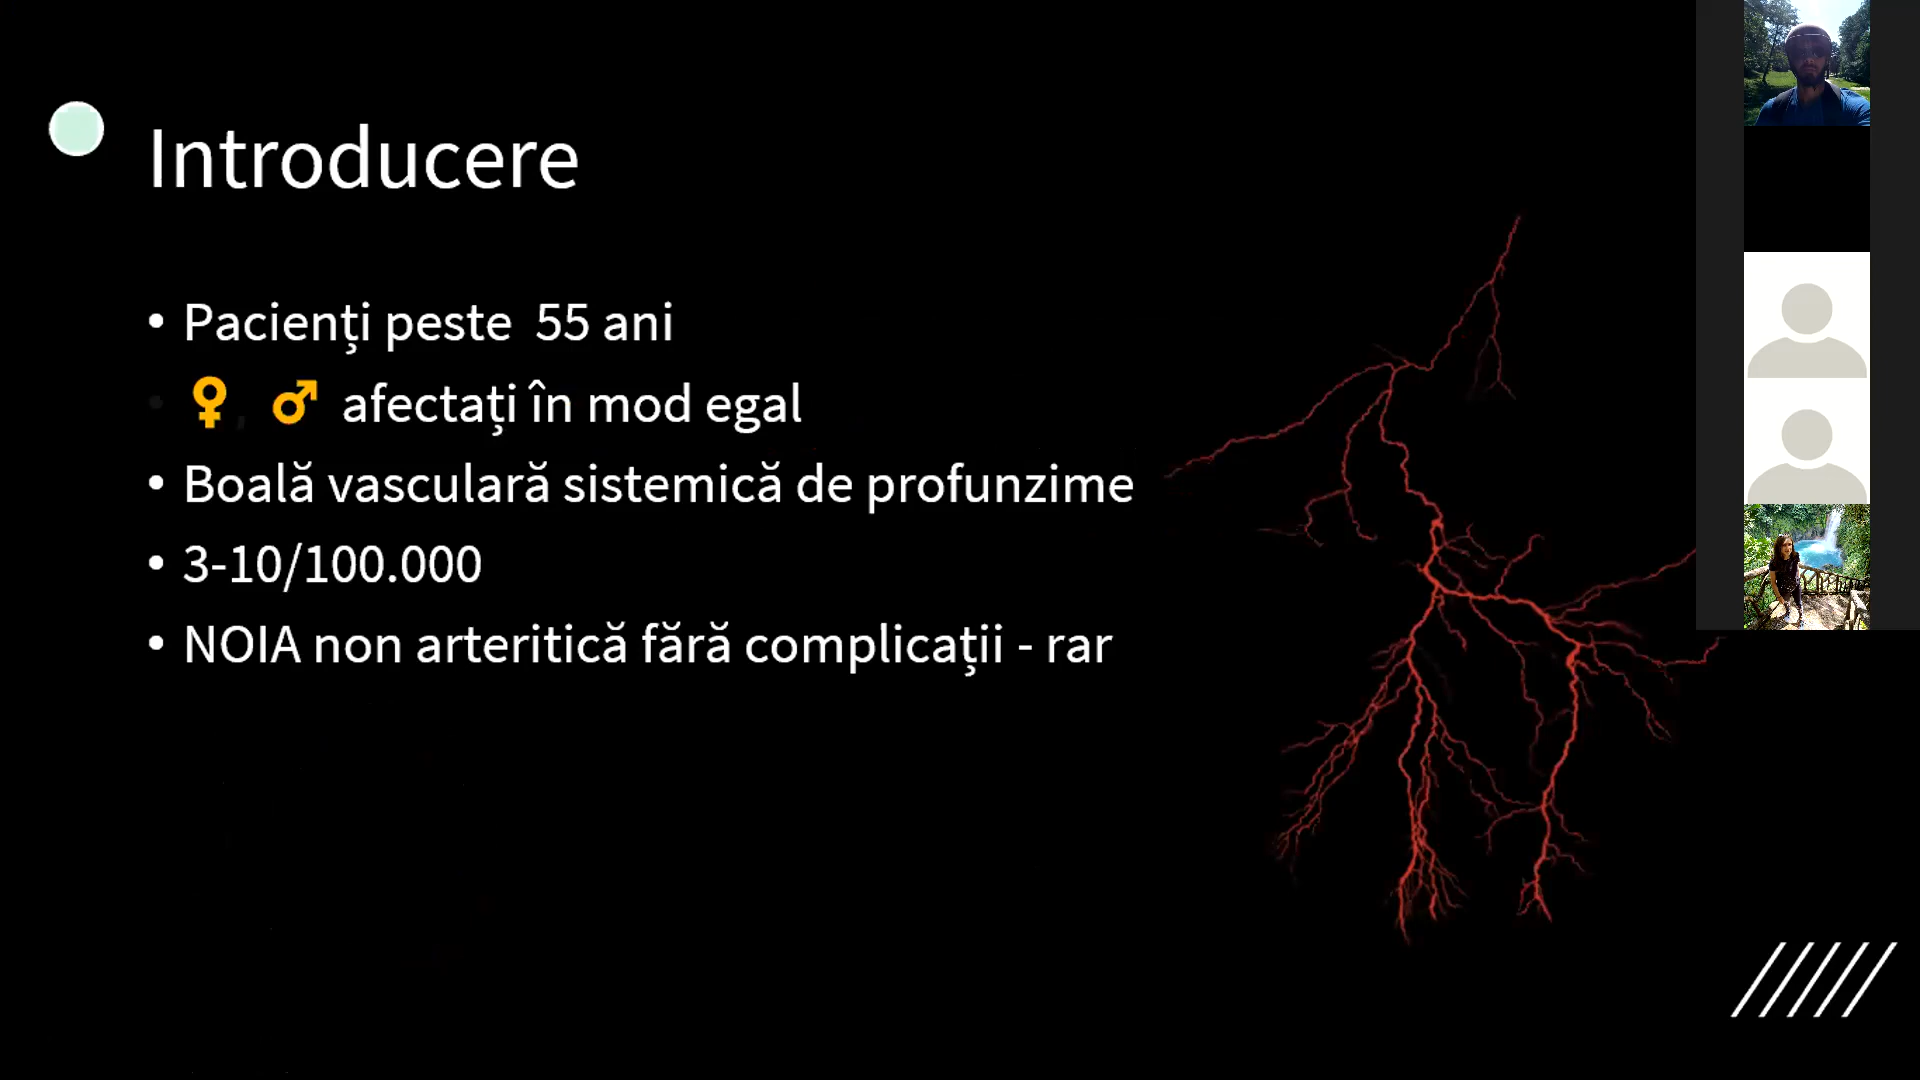 Introducere
• Pacienți peste 55 ani
• ♀, ♂ afectați în mod egal
• Boală vasculară sistemică de profunzime
• 3-10/100.000
• NOIA non arteritică fără complicații - rar